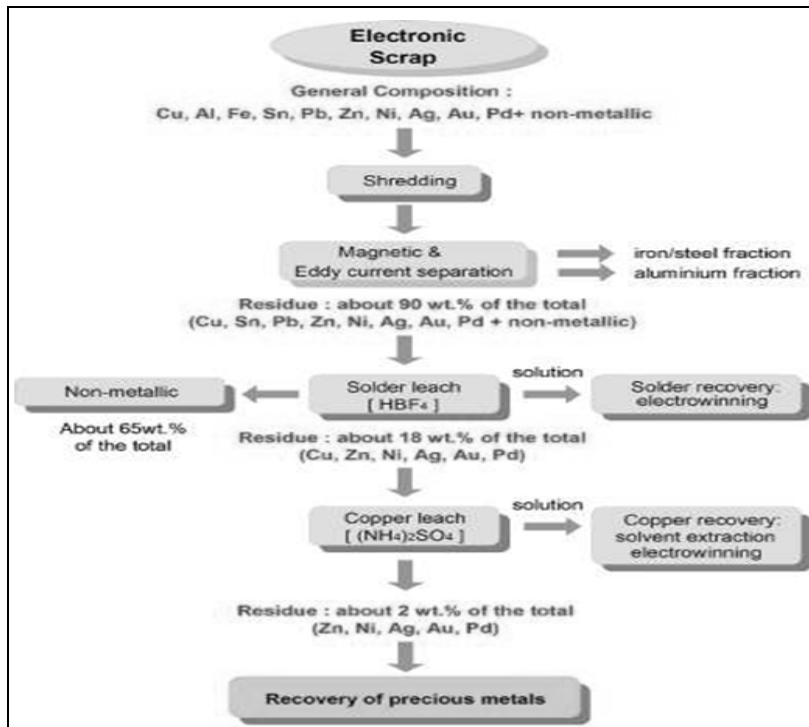 Electronic
Scrap
General Composition :
Cu, Al, Fe, Sn, Pb, Zn, Ni, Ag, Au, Pd+ non-metallic
Shredding
Magnetic &
Eddy current separation
iron/steel fraction
aluminium fraction
Residue : about 90 wt.% of the total
(Cu, Sn, Pb, Zn, Ni, Ag, Au, Pd + non-metallic)
Non-metallic
About 65wt.%
of the total
Solder leach
[ HBF₄ ]
solution
Solder recovery:
electrowinning
Residue : about 18 wt.% of the total
(Cu, Zn, Ni, Ag, Au, Pd)
Copper leach
[ (NH₄)₂SO₄ ]
solution
Copper recovery:
solvent extraction
electrowinning
Residue : about 2 wt.% of the total
(Zn, Ni, Ag, Au, Pd)
Recovery of precious metals